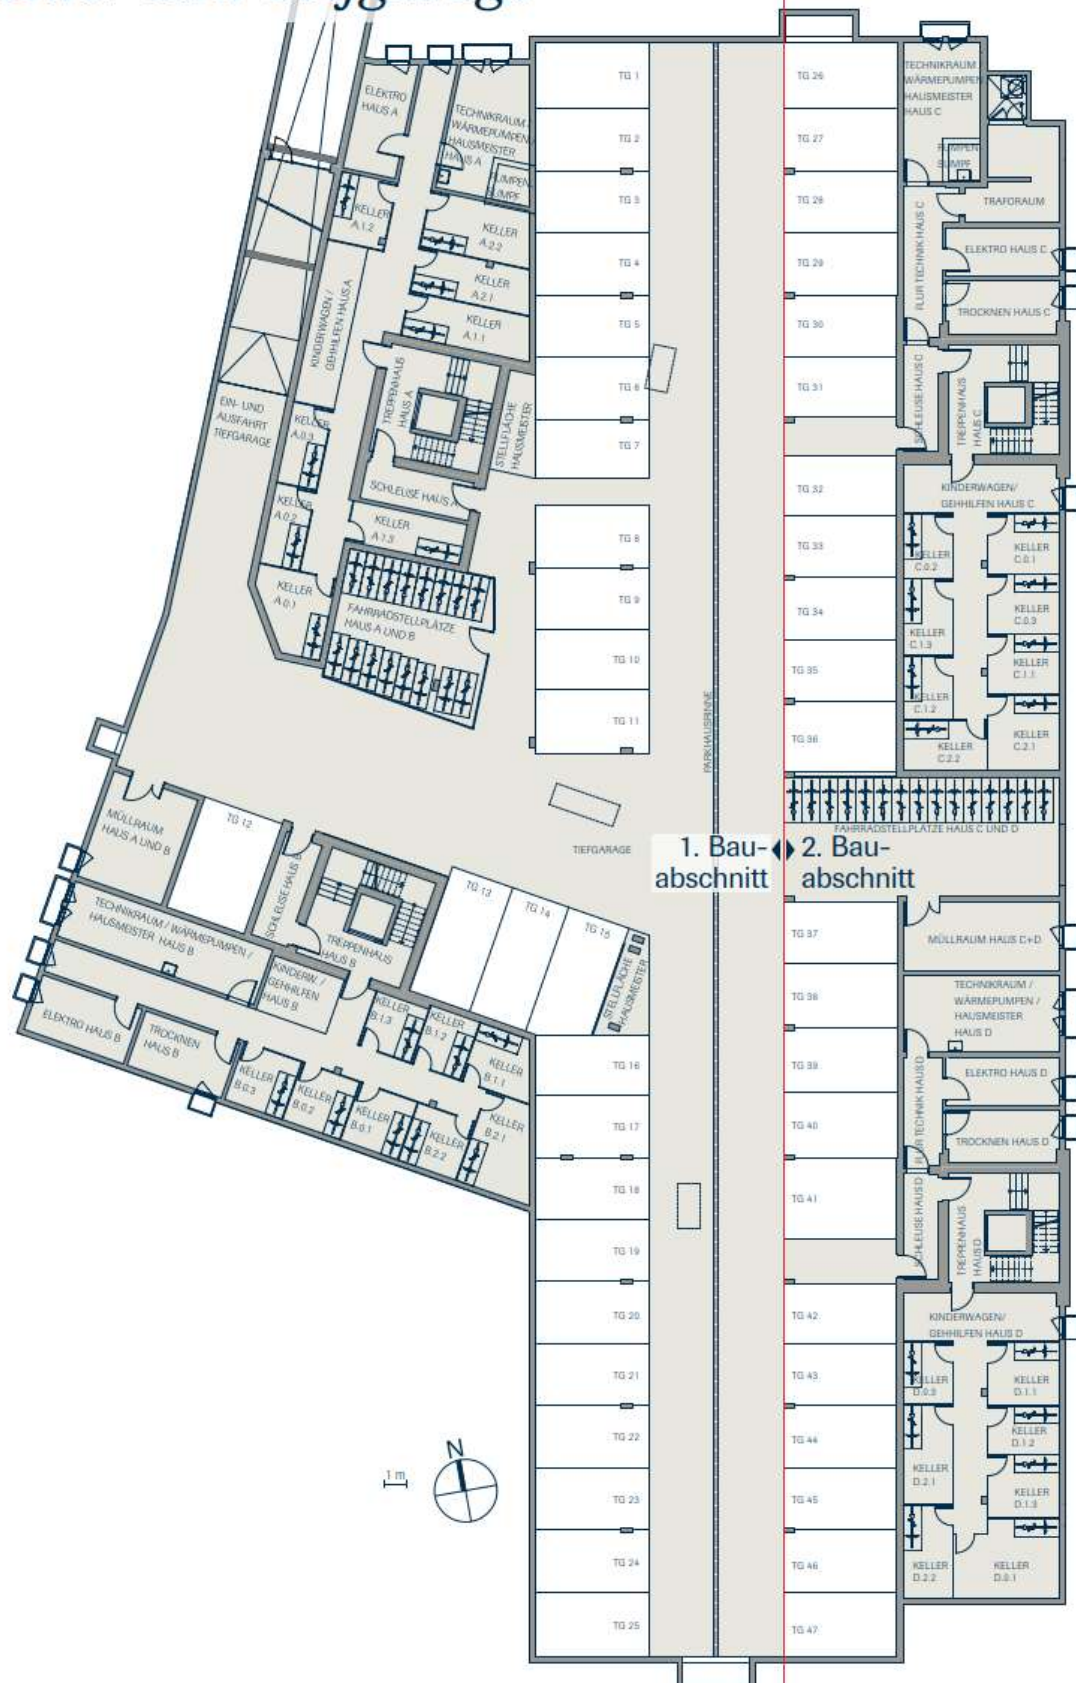 ELEKTRO
HAUS A
TECHNIKRAUM /
WÄRMEPUMPEN /
HAUSMEISTER
HAUS A
PUMPEN
SUMPF
KELLER
A.1.2
KELLER
A.2.2
KELLER
A.2.1
KELLER
A.1.1
KINDERWAGEN /
GEHHILFEN HAUS A
TREPPENHAUS
HAUS A
STELLFLÄCHE
HAUSMEISTER
EIN- UND
AUSFAHRT
TIEFGARAGE
KELLER
A.0.3
KELLER
A.0.2
SCHLEUSE HAUS A
KELLER
A.1.3
KELLER
A.0.1
FAHRRADSTELLPLÄTZE
HAUS A UND B
TG 1
TG 2
TG 3
TG 4
TG 5
TG 6
TG 7
TG 8
TG 9
TG 10
TG 11
PARKHAUSRINNE
TIEFGARAGE
1. Bau-
abschnitt
2. Bau-
abschnitt
TG 26
TG 27
TG 28
TG 29
TG 30
TG 31
TG 32
TG 33
TG 34
TG 35
TG 36
TECHNIKRAUM
WÄRMEPUMPEN
HAUSMEISTER
HAUS C
PUMPEN
SUMPF
TRAFORAUM
FLUR TECHNIK HAUS C
ELEKTRO HAUS C
TROCKNEN HAUS C
SCHLEUSE HAUS C
TREPPENHAUS
HAUS C
KINDERWAGEN/
GEHHILFEN HAUS C
KELLER
C.0.2
KELLER
C.0.1
KELLER
C.1.3
KELLER
C.0.3
KELLER
C.1.2
KELLER
C.1.1
KELLER
C.2.2
KELLER
C.2.1
FAHRRADSTELLPLÄTZE HAUS C UND D
MÜLLRAUM
HAUS A UND B
TG 12
SCHLEUSE HAUS B
TREPPENHAUS
HAUS B
TG 13
TG 14
TG 15
STELLFLÄCHE
HAUSMEISTER
TECHNIKRAUM / WÄRMEPUMPEN /
HAUSMEISTER HAUS B
KINDERW. /
GEHHILFEN
HAUS B
ELEKTRO HAUS B
TROCKNEN
HAUS B
KELLER
B.1.3
KELLER
B.1.2
KELLER
B.1.1
KELLER
B.0.3
KELLER
B.0.2
KELLER
B.0.1
KELLER
B.2.2
KELLER
B.2.1
TG 16
TG 17
TG 18
TG 19
TG 20
TG 21
TG 22
TG 23
TG 24
TG 25
TG 37
TG 38
TG 39
TG 40
TG 41
TG 42
TG 43
TG 44
TG 45
TG 46
TG 47
MÜLLRAUM HAUS C+D
TECHNIKRAUM /
WÄRMEPUMPEN /
HAUSMEISTER
HAUS D
ELEKTRO HAUS D
FLUR TECHNIK HAUS D
TROCKNEN HAUS D
SCHLEUSE HAUS D
TREPPENHAUS
HAUS D
KINDERWAGEN/
GEHHILFEN HAUS D
KELLER
D.0.3
KELLER
D.1.1
KELLER
D.1.2
KELLER
D.2.1
KELLER
D.1.3
KELLER
D.2.2
KELLER
D.0.1
1 m
N